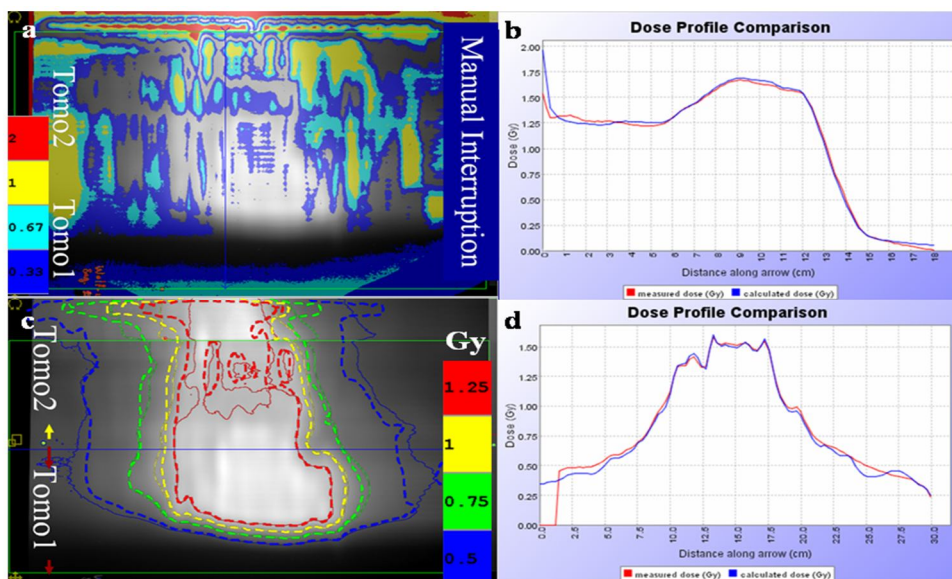 a
Tomo2
Tomo1
Manual Interruption
2
1
0.67
0.33
b
Dose Profile Comparison
Dose (Gy)
2.00
1.75
1.50
1.25
1.00
0.75
0.50
0.25
0.00
0 1 2 3 4 5 6 7 8 9 10 11 12 13 14 15 16 17 18
Distance along arrow (cm)
measured dose (Gy) calculated dose (Gy)
c
Tomo2
Tomo1
Gy
1.25
1
0.75
0.5
d
Dose Profile Comparison
Dose (Gy)
1.75
1.50
1.25
1.00
0.75
0.50
0.25
0.00
0.0 2.5 5.0 7.5 10.0 12.5 15.0 17.5 20.0 22.5 25.0 27.5 30.0
Distance along arrow (cm)
measured dose (Gy) calculated dose (Gy)